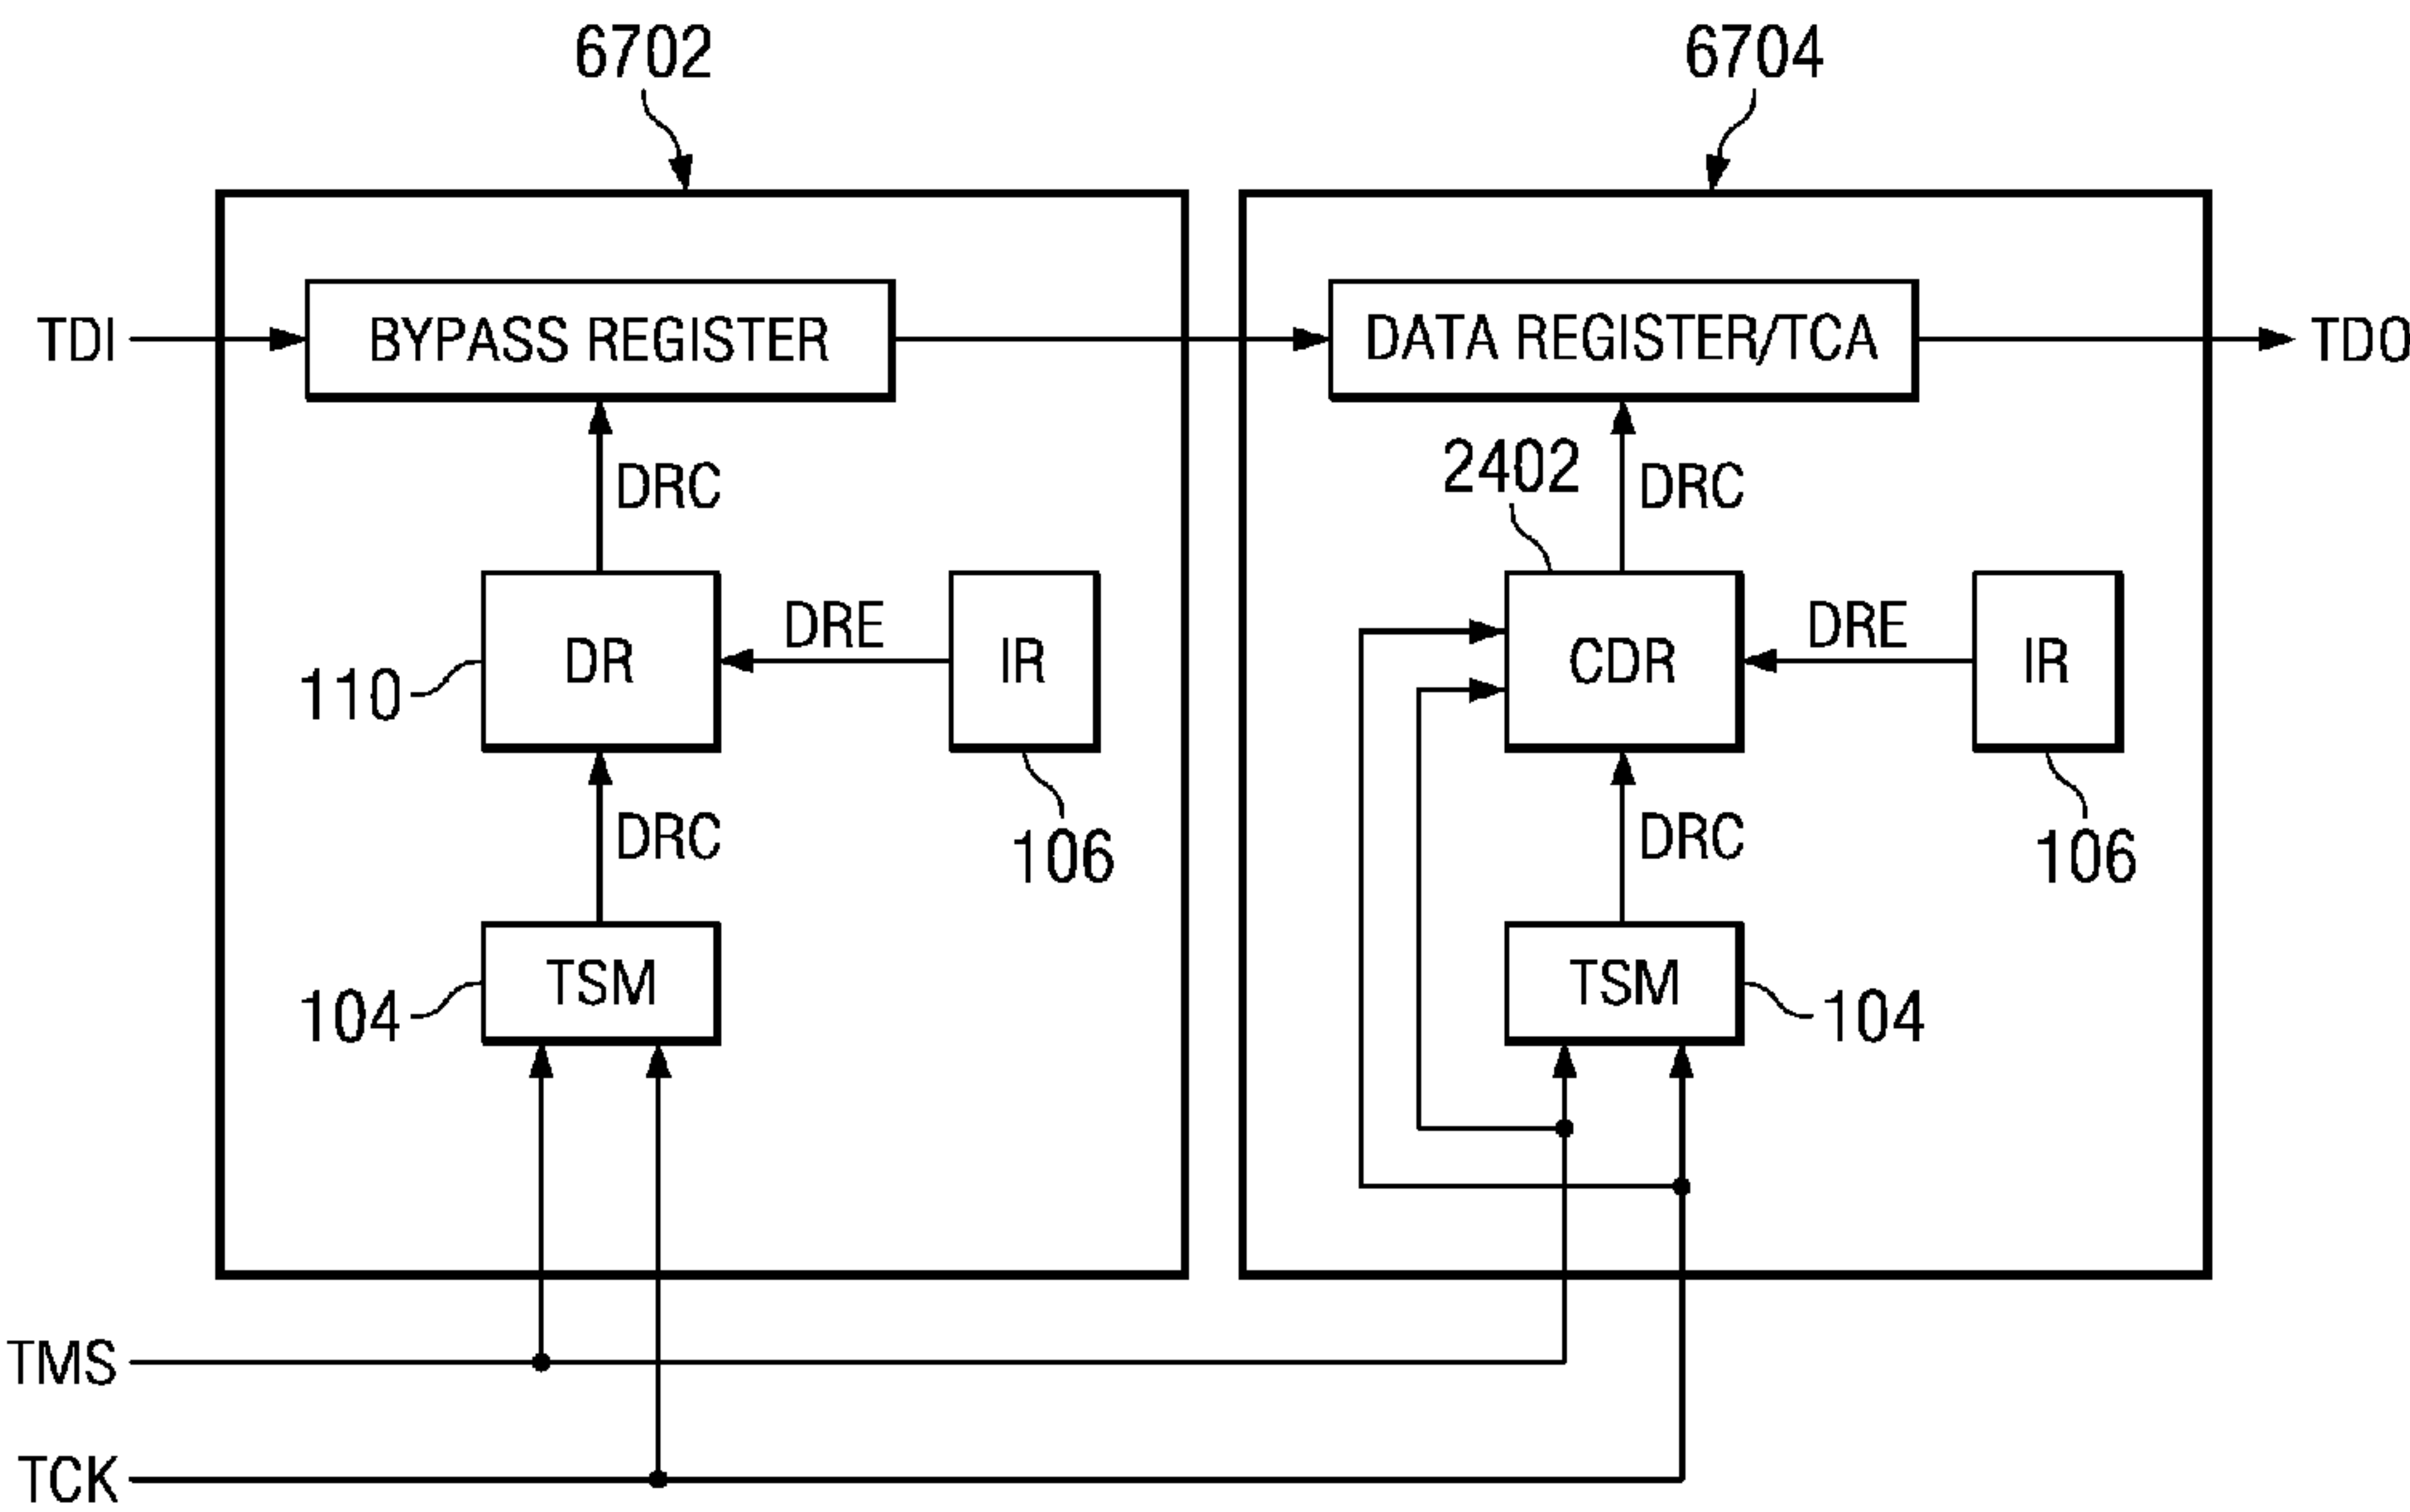 6702
6704
TDI
BYPASS REGISTER
DATA REGISTER/TCA
TDO
DRC
2402
DRC
DR
DRE
IR
CDR
DRE
IR
110
DRC
106
DRC
106
TSM
104
TSM
104
TMS
TCK